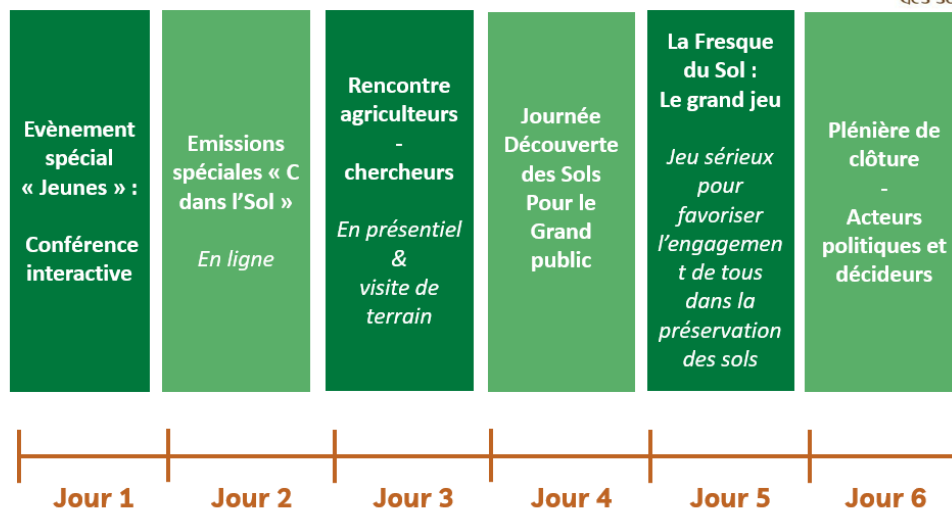 Evènement
spécial
« Jeunes » :
Conférence
interactive
Emissions
spéciales « C
dans l'Sol »
En ligne
Rencontre
agriculteurs
-
chercheurs
En présentiel
&
visite de
terrain
Journée
Découverte
des Sols
Pour le
Grand
public
La Fresque
du Sol :
Le grand jeu
Jeu sérieux
pour
favoriser
l'engagemen
t de tous
dans la
préservation
des sols
Plénière de
clôture
-
Acteurs
politiques et
décideurs
Jour 1
Jour 2
Jour 3
Jour 4
Jour 5
Jour 6